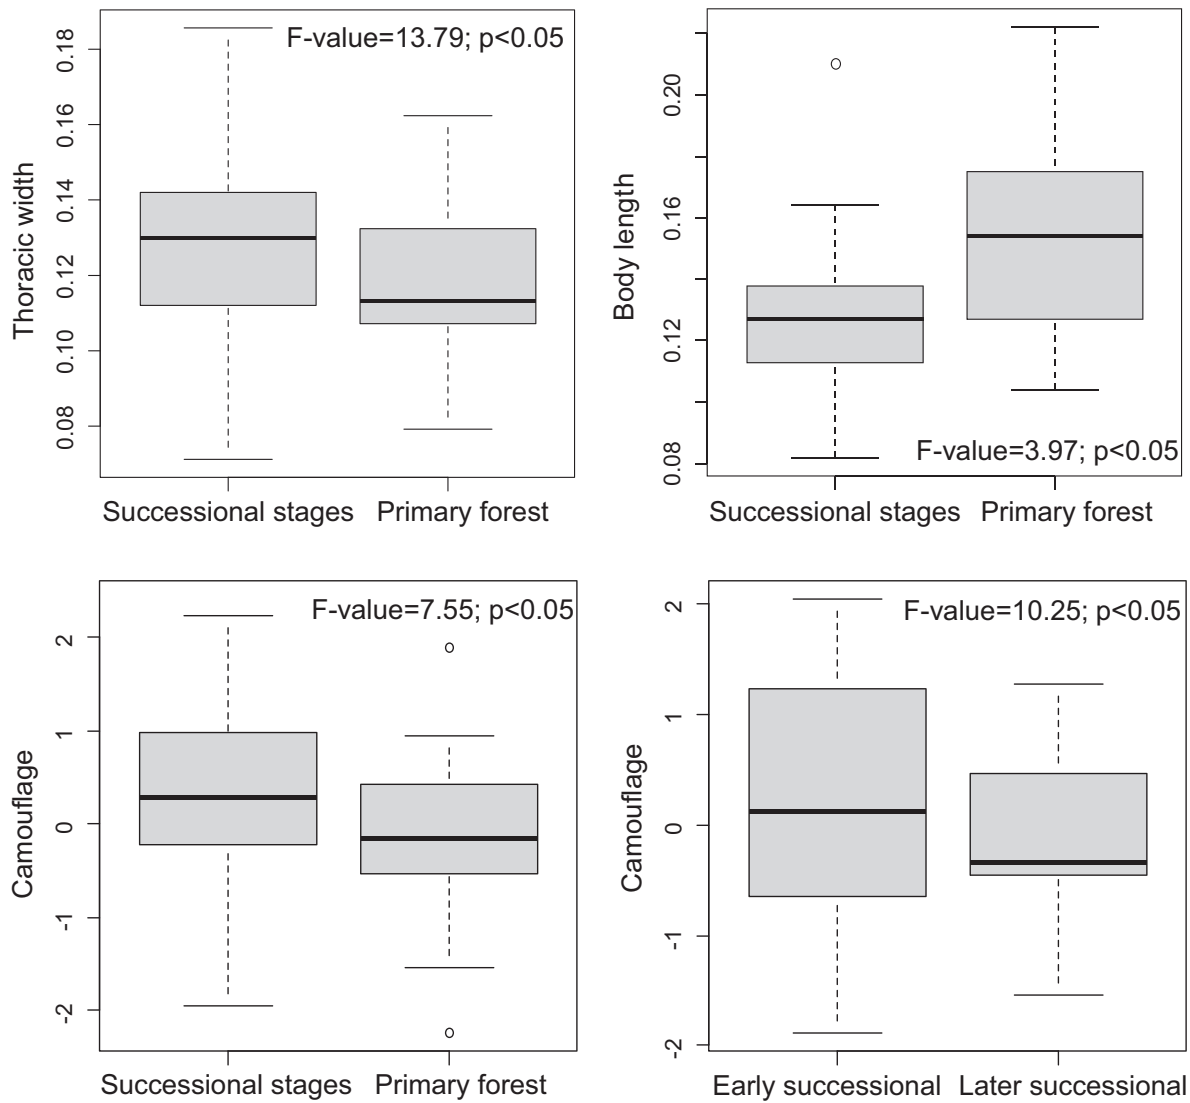 F-value=13.79; p<0.05
Thoracic width
0.18
0.16
0.14
0.12
0.10
0.08
Successional stages Primary forest
Body length
0.20
0.16
0.12
0.08
F-value=3.97; p<0.05
Successional stages Primary forest
F-value=7.55; p<0.05
Camouflage
2
1
0
-1
-2
Successional stages Primary forest
F-value=10.25; p<0.05
Camouflage
2
1
0
-1
-2
Early successional Later successional